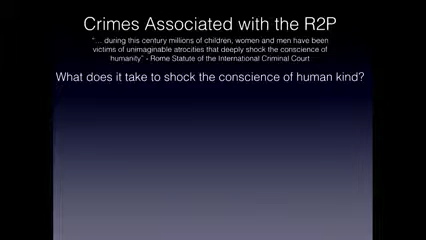 Crimes Associated with the R2P
"... during this century millions of children, women and men have been
victims of unimaginable atrocities that deeply shock the conscience of
humanity" - Rome Statute of the International Criminal Court
What does it take to shock the conscience of human kind?